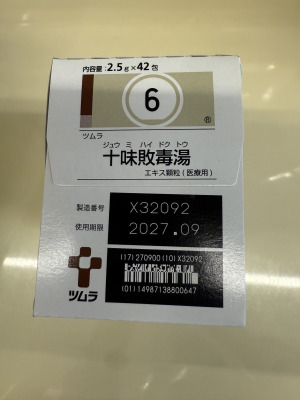 内容量:2.5g×42包
6
®
ツムラ
ジュウ ミ ハイ ドク トウ
十味敗毒湯
エキス顆粒(医療用)
製造番号 X32092
使用期限 2027.09
ツムラ
(17)270900(10)X32092
(01)14987138800647